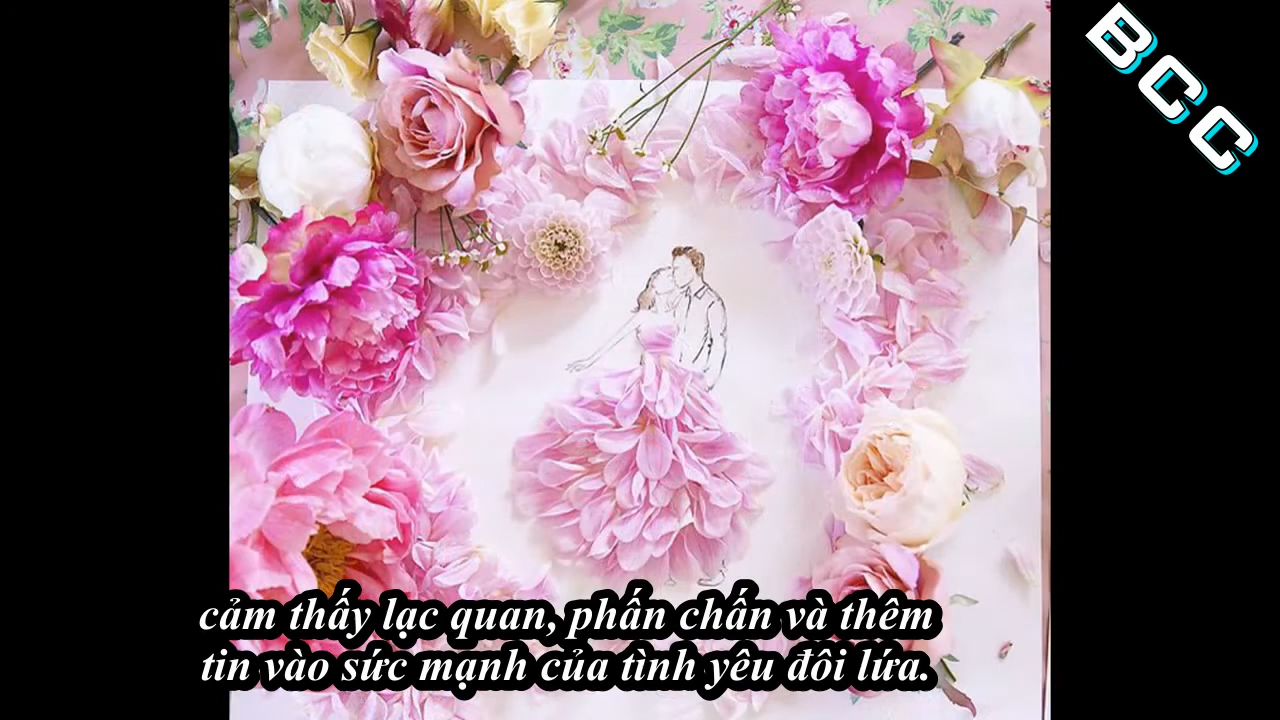 BCC
cảm thấy lạc quan, phấn chấn và thêm
tin vào sức mạnh của tình yêu đôi lứa.